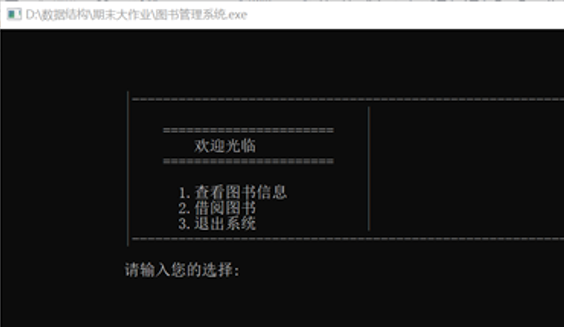 D:\数据结构\期末大作业\图书管理系统.exe
欢迎光临
1.查看图书信息
2.借阅图书
3.退出系统
请输入您的选择: